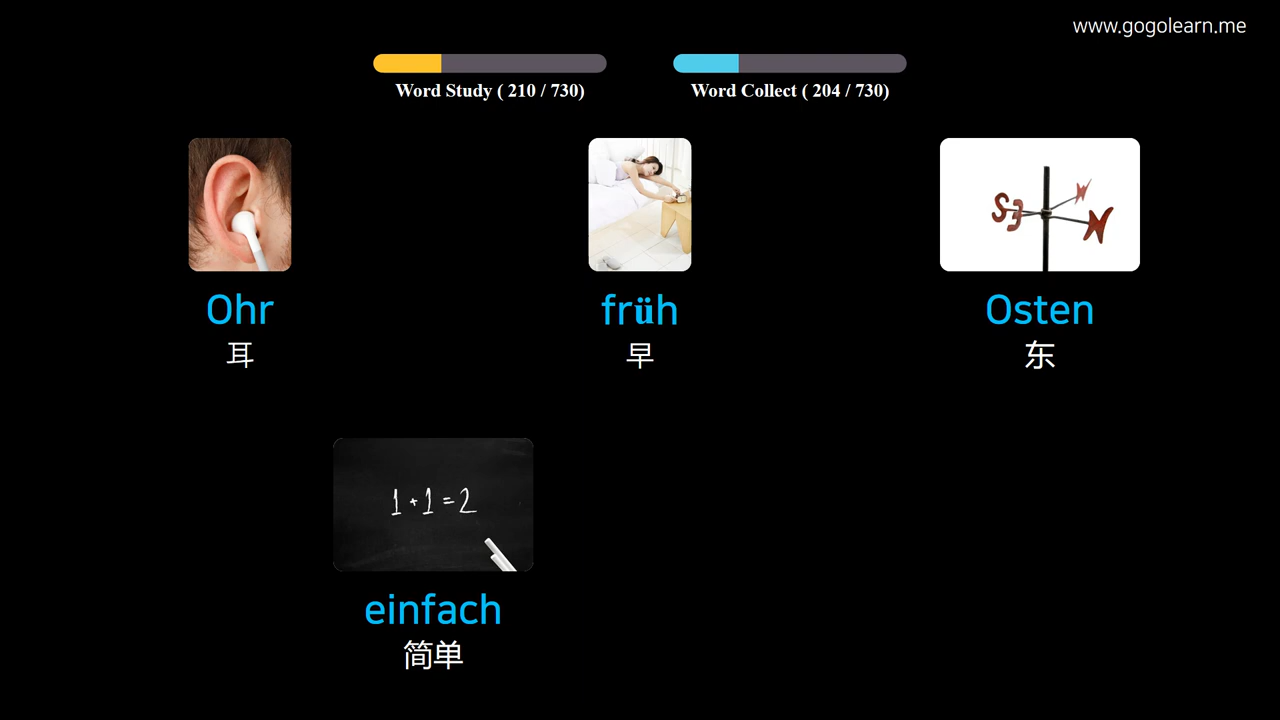 www.gogolearn.me
Word Study ( 210 / 730)
Word Collect ( 204 / 730)
Ohr
耳
früh
早
Osten
东
S E N N
1 + 1 = 2
einfach
简单